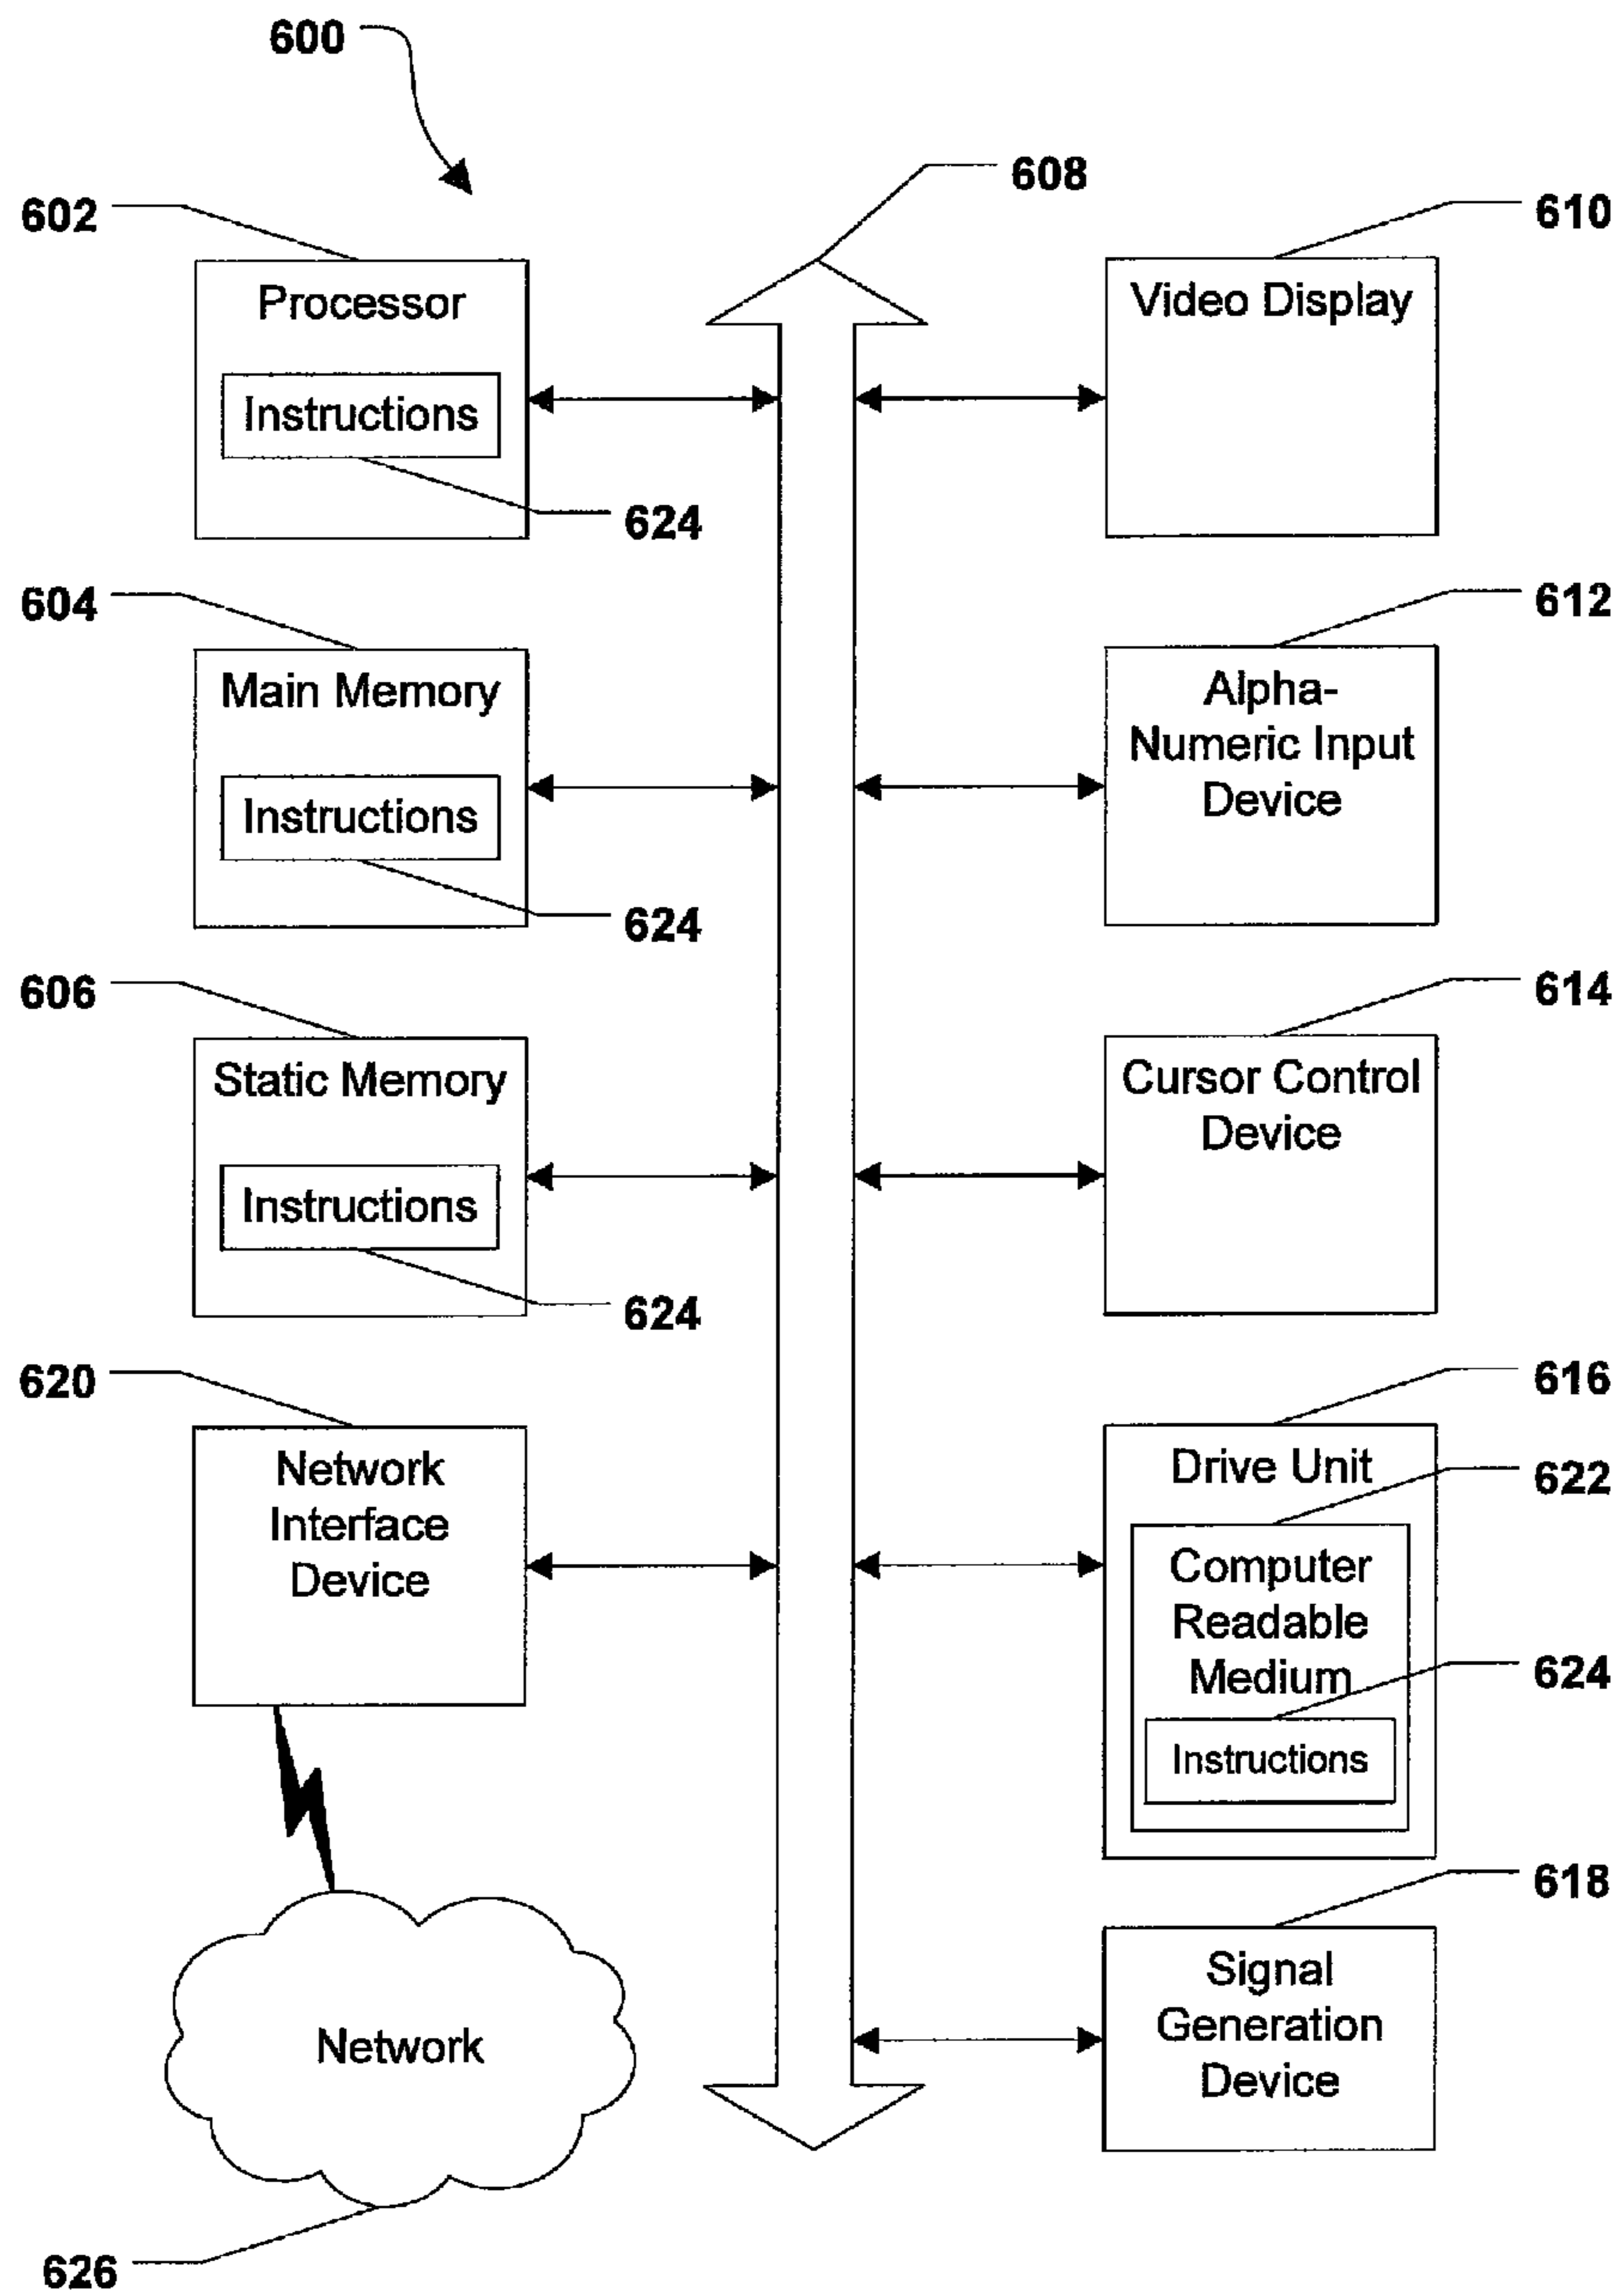 600
608
602
610
Processor
Video Display
Instructions
624
604
612
Main Memory
Alpha-
Numeric Input
Device
Instructions
624
606
614
Static Memory
Cursor Control
Device
Instructions
624
620
616
Network
Interface
Device
Drive Unit
622
Computer
Readable
Medium
624
Instructions
618
Signal
Generation
Device
Network
626